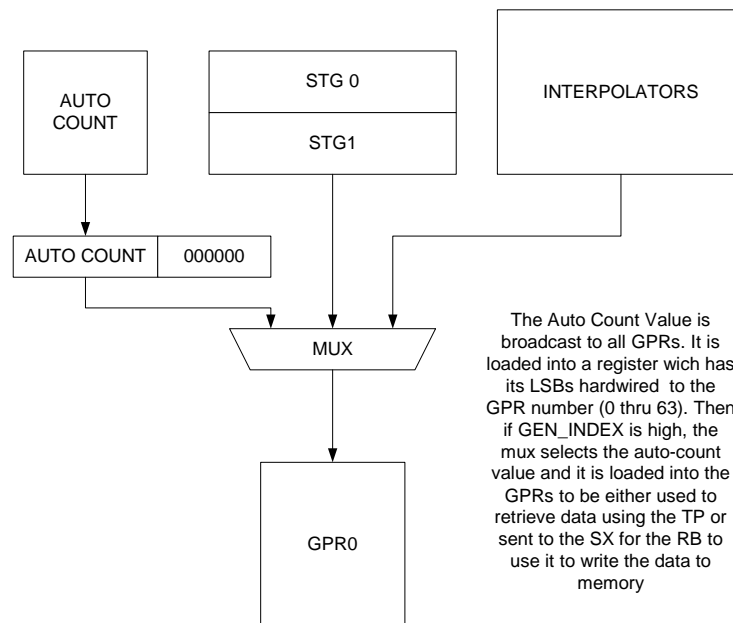 AUTO
COUNT
STG 0
STG1
INTERPOLATORS
AUTO COUNT
000000
MUX
GPR0
The Auto Count Value is
broadcast to all GPRs. It is
loaded into a register wich has
its LSBs hardwired to the
GPR number (0 thru 63). Then
if GEN_INDEX is high, the
mux selects the auto-count
value and it is loaded into the
GPRs to be either used to
retrieve data using the TP or
sent to the SX for the RB to
use it to write the data to
memory